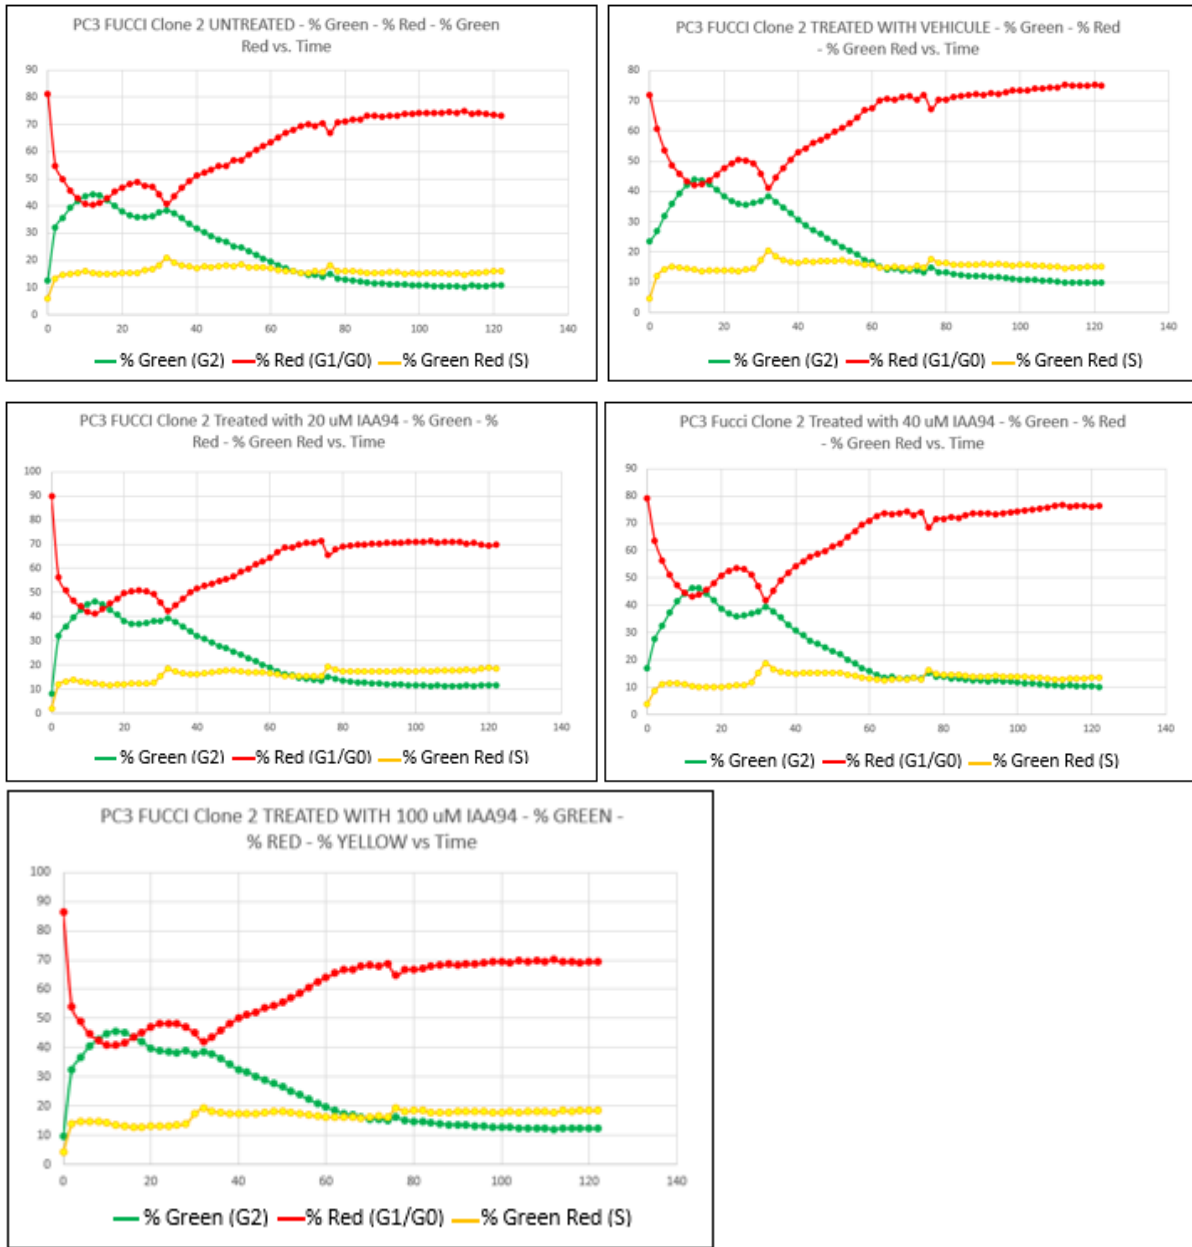 PC3 FUCCI Clone 2 UNTREATED - % Green - % Red - % Green
Red vs. Time
90
80
70
60
50
40
30
20
10
0
0 20 40 60 80 100 120 140
% Green (G2) % Red (G1/G0) % Green Red (S)
PC3 FUCCI Clone 2 TREATED WITH VEHICULE - % Green - % Red
- % Green Red vs. Time
80
70
60
50
40
30
20
10
0
0 20 40 60 80 100 120 140
% Green (G2) % Red (G1/G0) % Green Red (S)
PC3 FUCCI Clone 2 Treated with 20 uM IAA94 - % Green - %
Red - % Green Red vs. Time
100
90
80
70
60
50
40
30
20
10
0
0 20 40 60 80 100 120 140
% Green (G2) % Red (G1/G0) % Green Red (S)
PC3 Fucci Clone 2 Treated with 40 uM IAA94 - % Green - % Red
- % Green Red vs. Time
90
80
70
60
50
40
30
20
10
0
0 20 40 60 80 100 120 140
% Green (G2) % Red (G1/G0) % Green Red (S)
PC3 FUCCI Clone 2 TREATED WITH 100 uM IAA94 - % GREEN -
% RED - % YELLOW vs Time
100
90
80
70
60
50
40
30
20
10
0
0 20 40 60 80 100 120 140
% Green (G2) % Red (G1/G0) % Green Red (S)